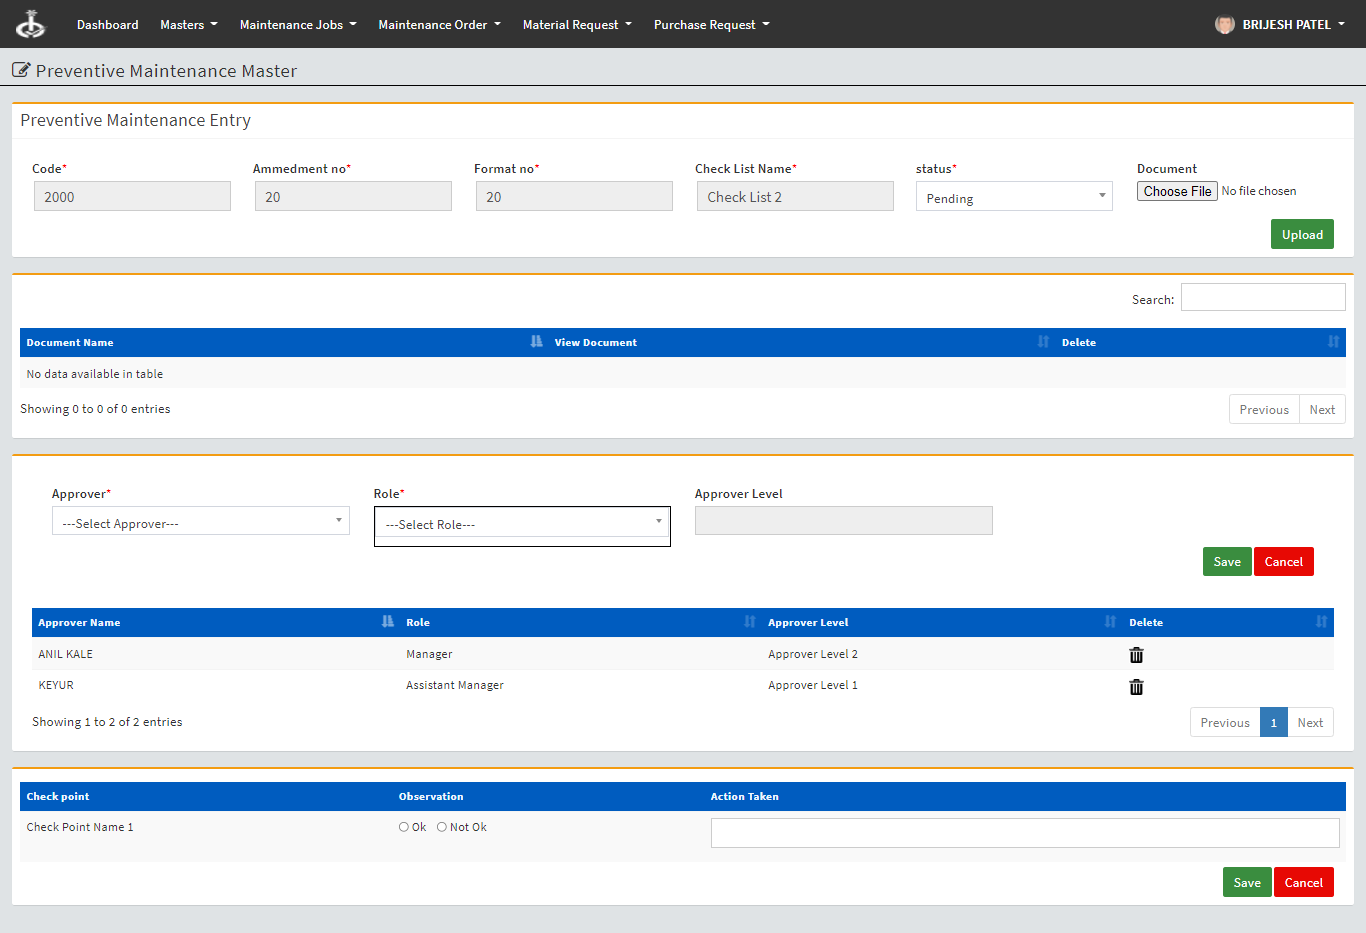 Dashboard Masters Maintenance Jobs Maintenance Order Material Request Purchase Request BRIJESH PATEL
Preventive Maintenance Master
Preventive Maintenance Entry
Code* Ammedment no* Format no* Check List Name* status* Document
2000 20 20 Check List 2 Pending Choose File No file chosen
Upload
Search:
Document Name View Document Delete
No data available in table
Showing 0 to 0 of 0 entries Previous Next
Approver* Role* Approver Level
---Select Approver--- ---Select Role---
Save Cancel
Approver Name Role Approver Level Delete
ANIL KALE Manager Approver Level 2
KEYUR Assistant Manager Approver Level 1
Showing 1 to 2 of 2 entries Previous 1 Next
Check point Observation Action Taken
Check Point Name 1 Ok Not Ok
Save Cancel